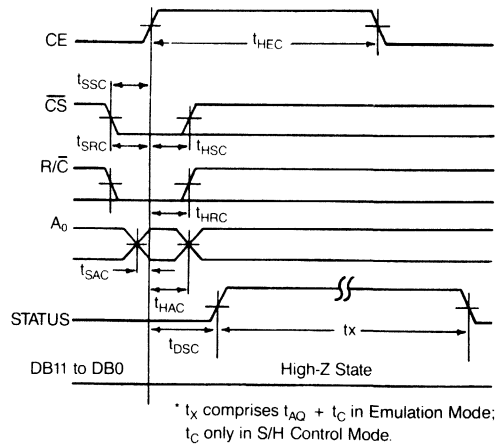 CE
tHEC
tSSC
C̅S̅
tSRC
tHSC
R/C̅
tHRC
A0
tSAC
tHAC
STATUS
tx
tDSC
DB11 to DB0
High-Z State
* tX comprises tAQ + tC in Emulation Mode;
tC only in S/H Control Mode.